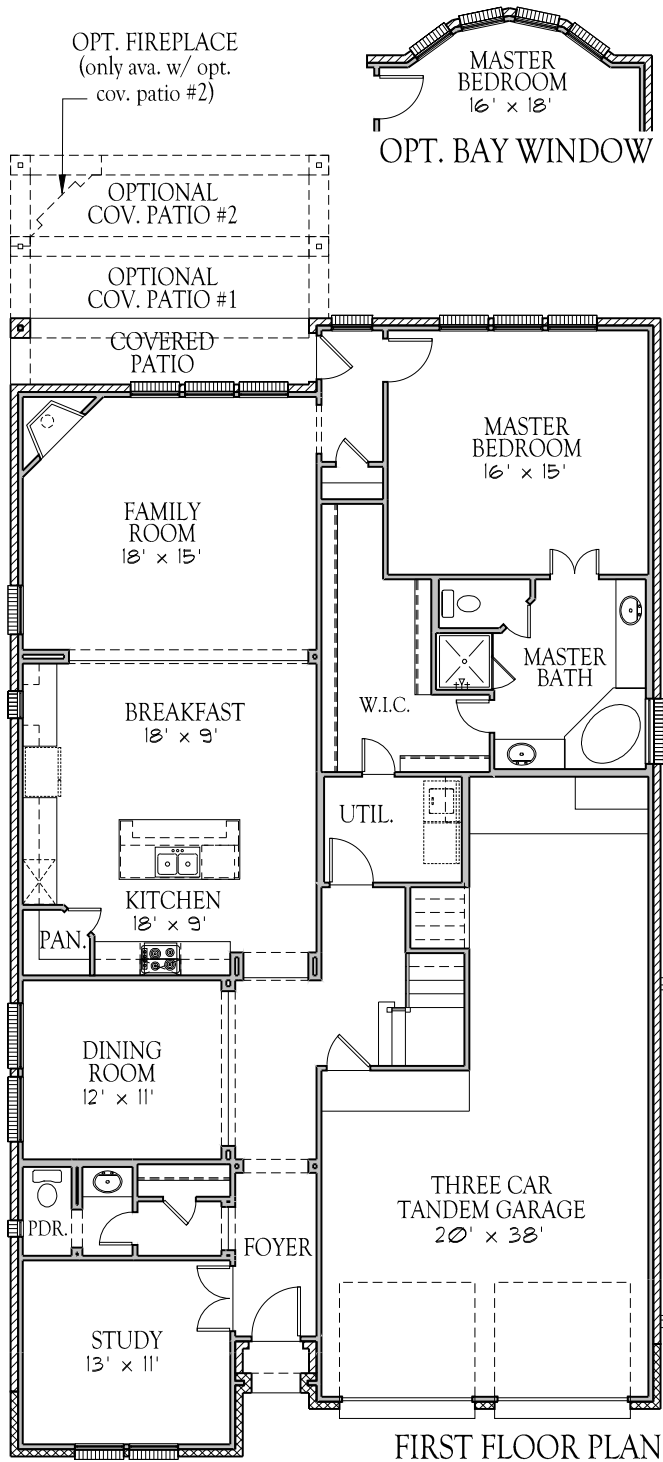 OPT. FIREPLACE
(only ava. w/ opt.
cov. patio #2)
MASTER
BEDROOM
16' x 18'
OPT. BAY WINDOW
OPTIONAL
COV. PATIO #2
OPTIONAL
COV. PATIO #1
COVERED
PATIO
MASTER
BEDROOM
16' x 15'
FAMILY
ROOM
18' x 15'
MASTER
BATH
W.I.C.
BREAKFAST
18' x 9'
UTIL.
KITCHEN
18' x 9'
PAN.
DINING
ROOM
12' x 11'
THREE CAR
TANDEM GARAGE
20' x 38'
PDR.
FOYER
STUDY
13' x 11'
FIRST FLOOR PLAN